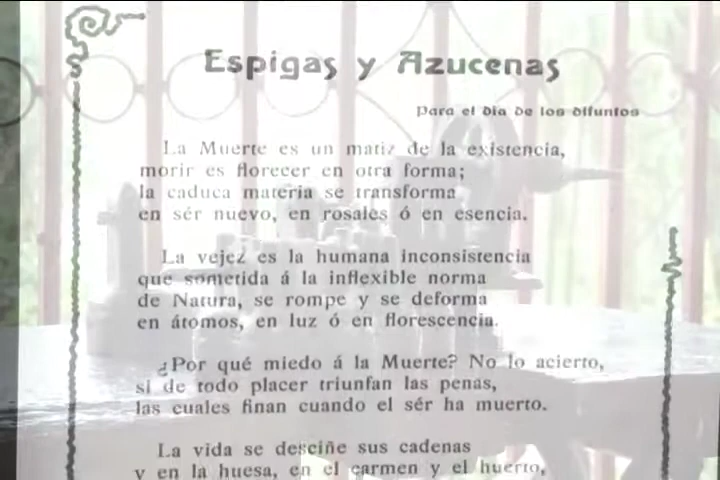 Espigas y Azucenas
Para el dia de los difuntos
La Muerte es un matiz de la existencia,
morir es florecer en otra forma;
la caduca materia se transforma
en sér nuevo, en rosales ó en esencia.
La vejez es la humana inconsistencia
que sometida á la inflexible norma
de Natura, se rompe y se deforma
en átomos, en luz ó en florescencia.
¿Por qué miedo á la Muerte? No lo acierto,
si de todo placer triunfan las penas,
las cuales finan cuando el sér ha muerto.
La vida se desciñe sus cadenas
y en la huesa, en el carmen y el huerto,